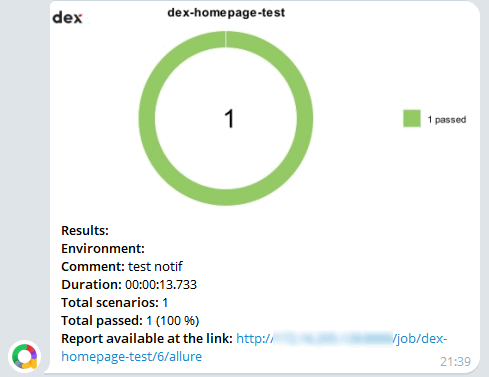 dex
dex-homepage-test
1
1 passed
Results:
Environment:
Comment: test notif
Duration: 00:00:13.733
Total scenarios: 1
Total passed: 1 (100 %)
Report available at the link: http:/ /job/dex-
homepage-test/6/allure
21:39